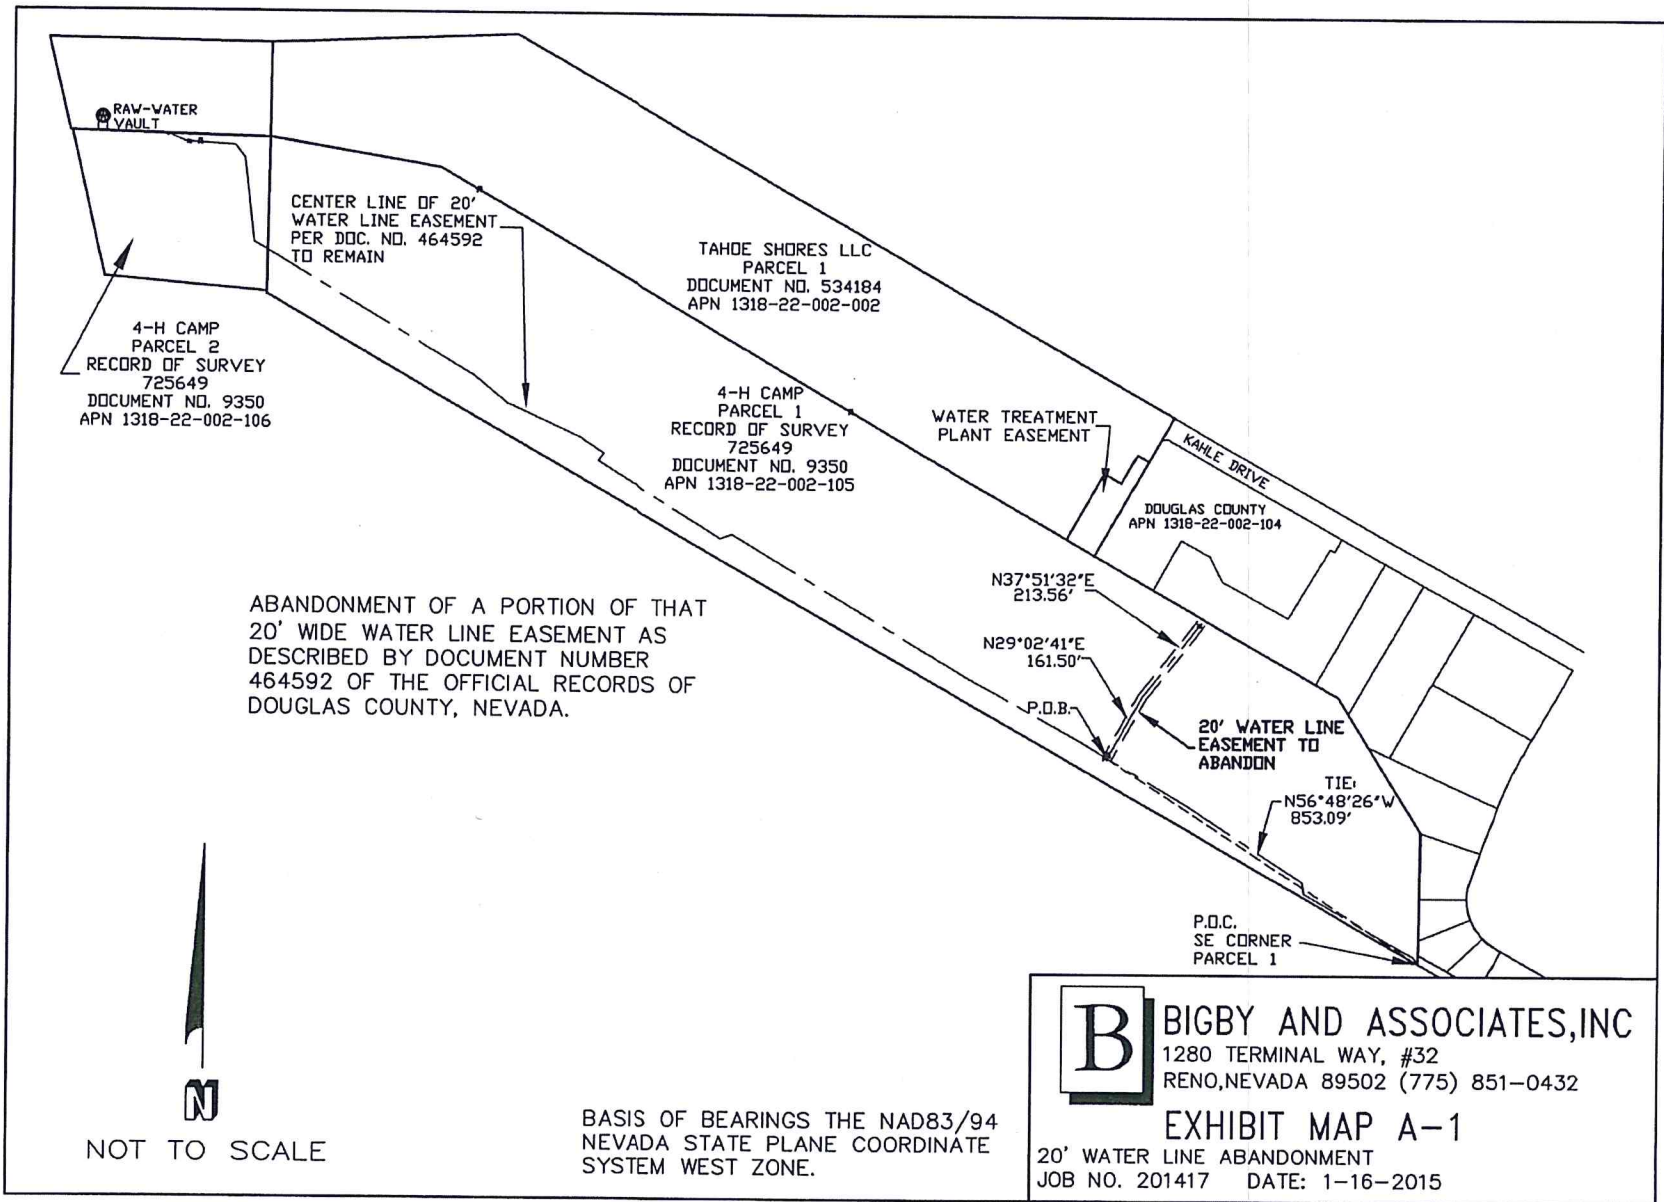 RAW-WATER
VAULT
CENTER LINE OF 20'
WATER LINE EASEMENT
PER DOC. NO. 464592
TO REMAIN
TAHOE SHORES LLC
PARCEL 1
DOCUMENT NO. 534184
APN 1318-22-002-002
4-H CAMP
PARCEL 2
RECORD OF SURVEY
725649
DOCUMENT NO. 9350
APN 1318-22-002-106
4-H CAMP
PARCEL 1
RECORD OF SURVEY
725649
DOCUMENT NO. 9350
APN 1318-22-002-105
WATER TREATMENT
PLANT EASEMENT
KAHLE DRIVE
DOUGLAS COUNTY
APN 1318-22-002-104
N37°51'32"E
213.56'
N29°02'41"E
161.50'
P.O.B.
20' WATER LINE
EASEMENT TO
ABANDON
TIE:
N56°48'26"W
853.09'
P.O.C.
SE CORNER
PARCEL 1
ABANDONMENT OF A PORTION OF THAT
20' WIDE WATER LINE EASEMENT AS
DESCRIBED BY DOCUMENT NUMBER
464592 OF THE OFFICIAL RECORDS OF
DOUGLAS COUNTY, NEVADA.
N
NOT TO SCALE
BASIS OF BEARINGS THE NAD83/94
NEVADA STATE PLANE COORDINATE
SYSTEM WEST ZONE.
B
BIGBY AND ASSOCIATES,INC
1280 TERMINAL WAY, #32
RENO,NEVADA 89502 (775) 851-0432
EXHIBIT MAP A-1
20' WATER LINE ABANDONMENT
JOB NO. 201417 DATE: 1-16-2015